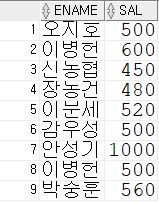 ENAME SAL
1 오지호 500
2 이병헌 600
3 신농협 450
4 장농건 480
5 이문세 520
6 감우성 500
7 안성기 1000
8 이병헌 500
9 박중훈 560